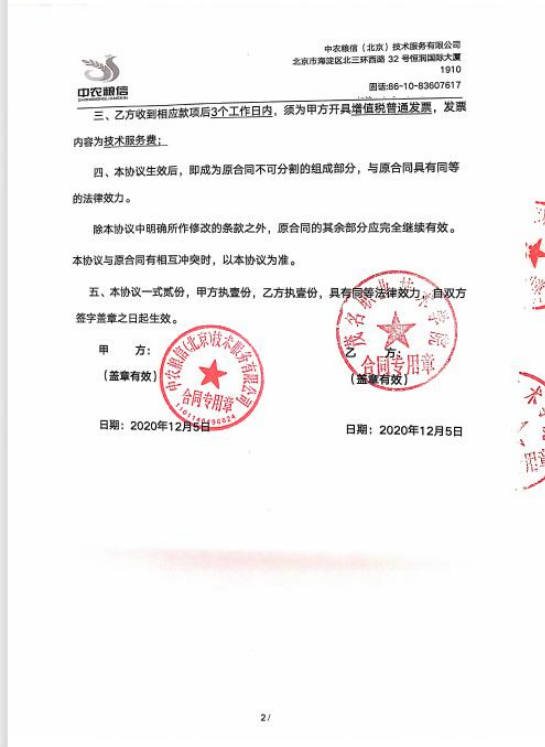 中农粮信
中农粮信（北京）技术服务有限公司
北京市海淀区北三环西路 32 号恒润国际大厦
1910
固话:86-10-83607617
三、乙方收到相应款项后3个工作日内，须为甲方开具增值税普通发票，发票
内容为技术服务费；
四、本协议生效后，即成为原合同不可分割的组成部分，与原合同具有同等
的法律效力。
除本协议中明确所作修改的条款之外，原合同的其余部分应完全继续有效。
本协议与原合同有相互冲突时，以本协议为准。
五、本协议一式贰份，甲方执壹份，乙方执壹份，具有同等法律效力，自双方
签字盖章之日起生效。
甲 方：
（盖章有效）
中农粮信(北京)技术服务有限公司
合同专用章
日期：2020年12月5日
乙 方：
（盖章有效）
茂名职业技术学院
合同专用章
日期：2020年12月5日
2/